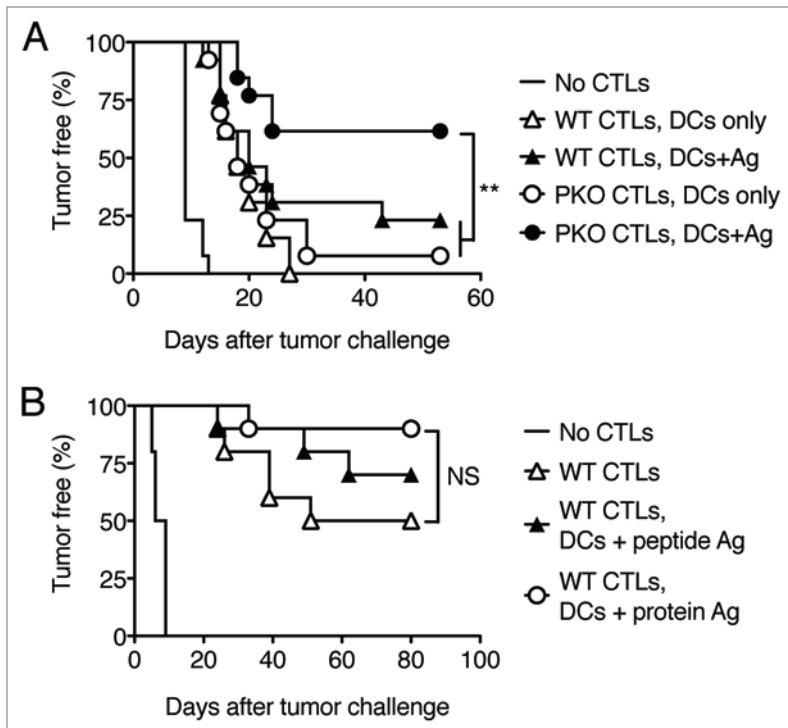 A
Tumor free (%)
100
75
50
25
0
0 20 40 60
Days after tumor challenge
No CTLs
WT CTLs, DCs only
WT CTLs, DCs+Ag
PKO CTLs, DCs only
PKO CTLs, DCs+Ag
**
B
Tumor free (%)
100
75
50
25
0
0 20 40 60 80 100
Days after tumor challenge
NS
No CTLs
WT CTLs
WT CTLs,
DCs + peptide Ag
WT CTLs,
DCs + protein Ag